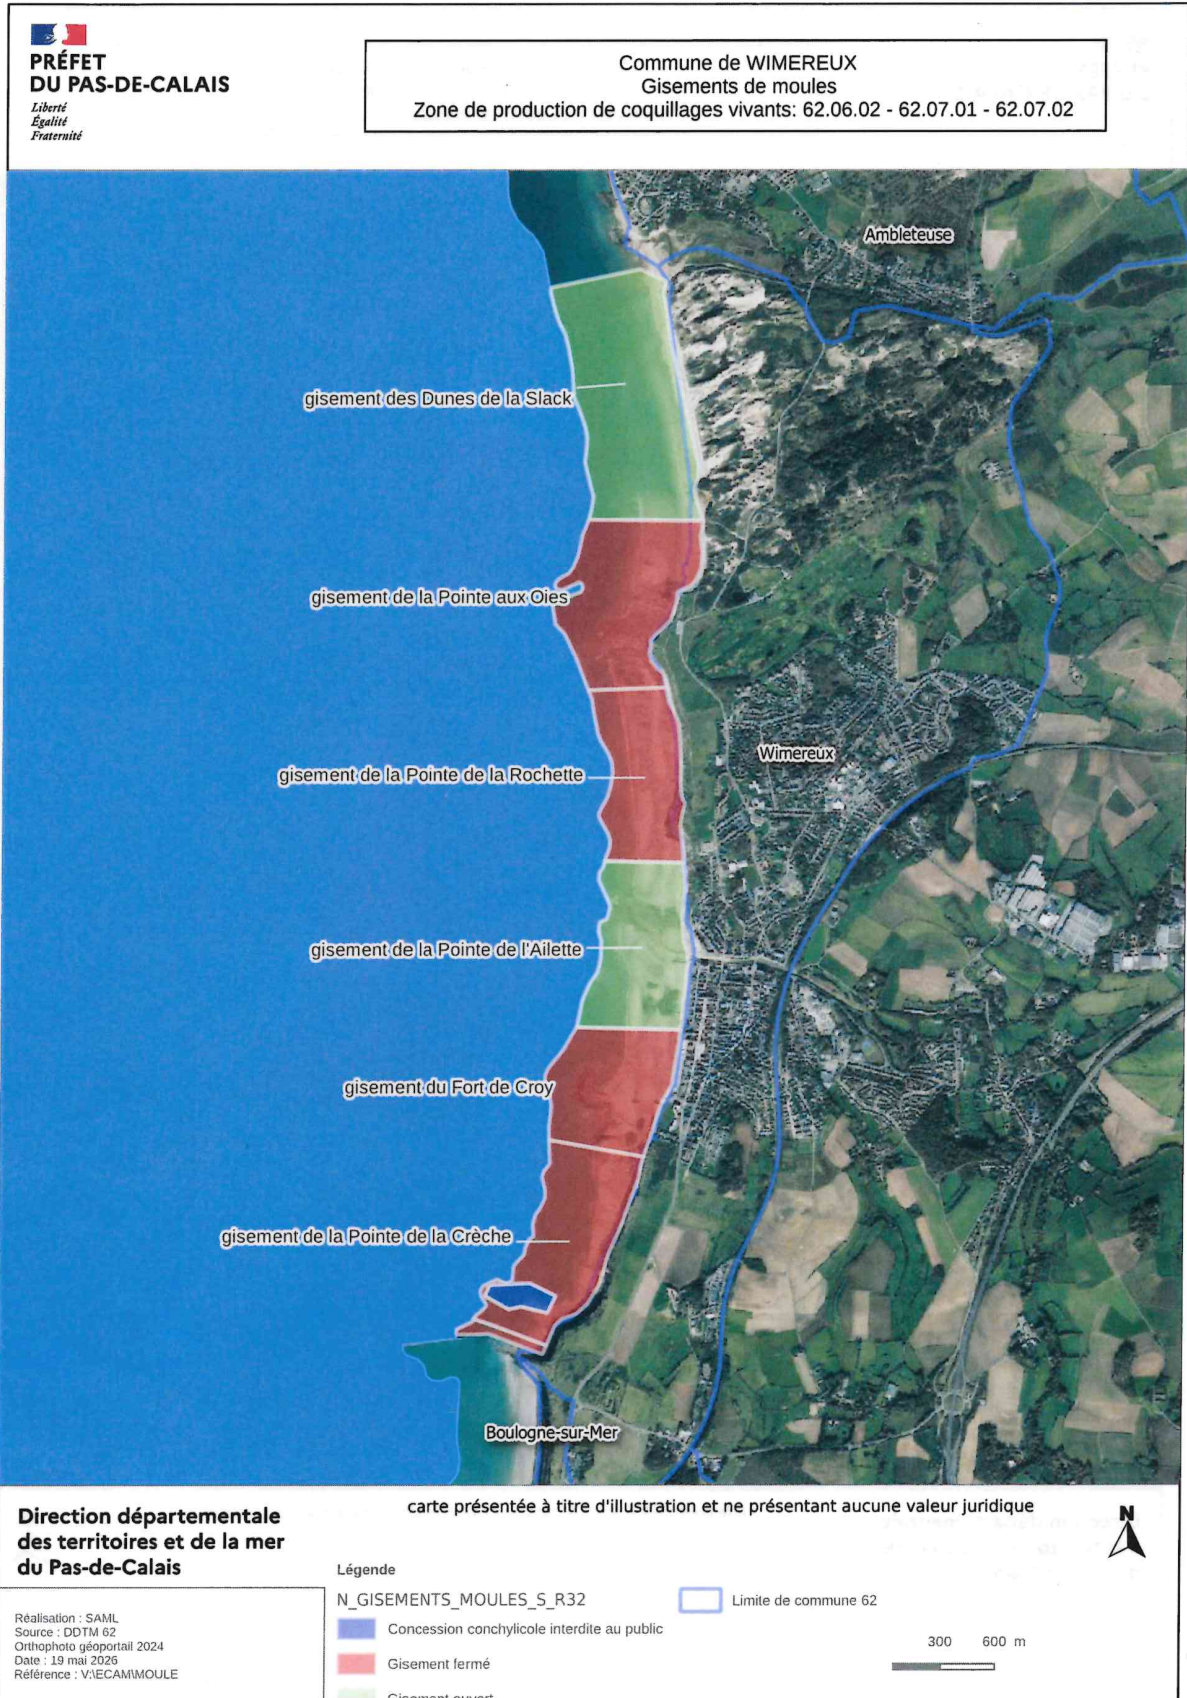 PRÉFET
DU PAS-DE-CALAIS
Liberté
Égalité
Fraternité
Commune de WIMEREUX
Gisements de moules
Zone de production de coquillages vivants: 62.06.02 - 62.07.01 - 62.07.02
Ambleteuse
gisement des Dunes de la Slack
gisement de la Pointe aux Oies
Wimereux
gisement de la Pointe de la Rochette
gisement de la Pointe de l'Ailette
gisement du Fort de Croy
gisement de la Pointe de la Crèche
Boulogne-sur-Mer
carte présentée à titre d'illustration et ne présentant aucune valeur juridique
N
Direction départementale
des territoires et de la mer
du Pas-de-Calais
Réalisation : SAML
Source : DDTM 62
Orthophoto géoportail 2024
Date : 19 mai 2026
Référence : V:\ECAM\MOULE
Légende
N_GISEMENTS_MOULES_S_R32
Concession conchylicole interdite au public
Gisement fermé
Gisement ouvert
Limite de commune 62
300 600 m